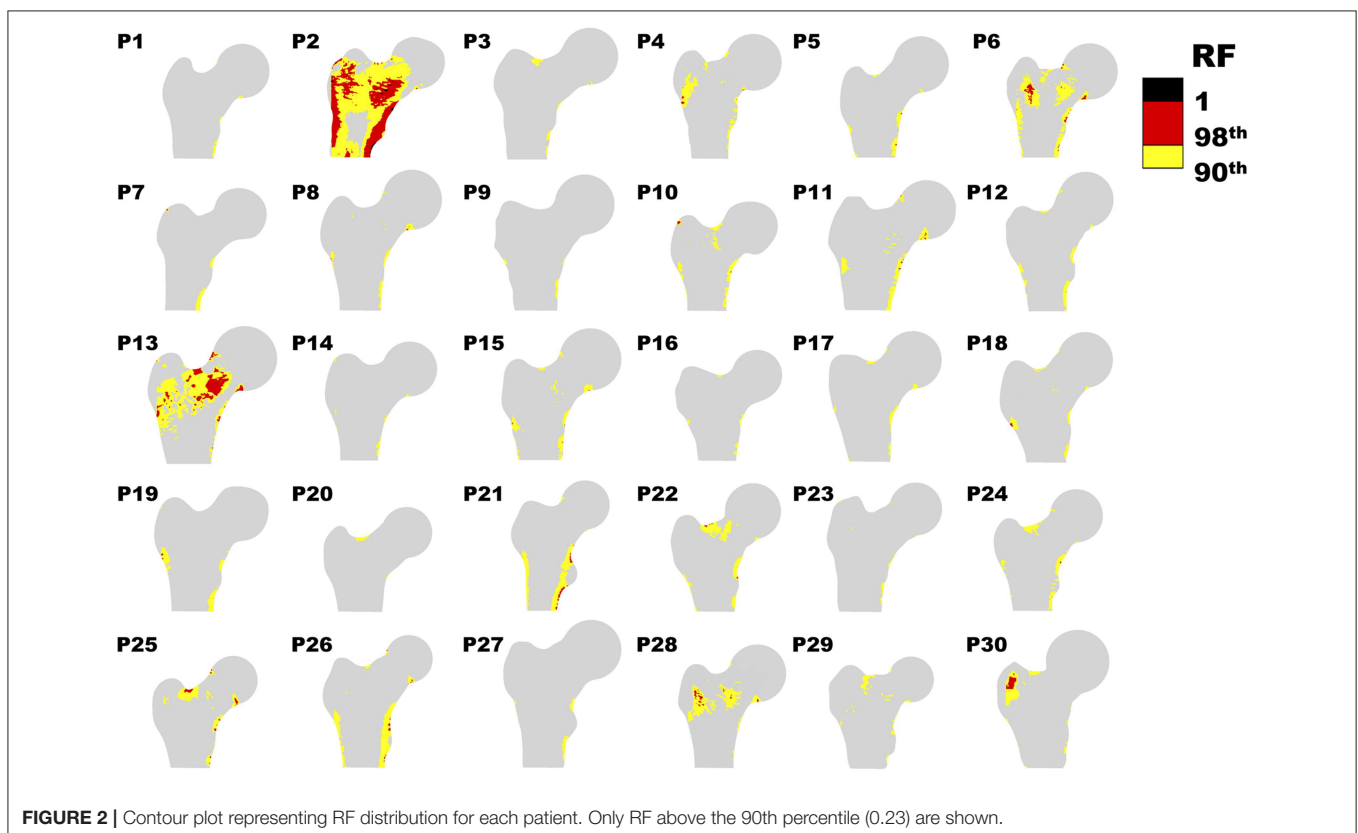 P1 P2 P3 P4 P5 P6
RF
1
98th
90th
P7 P8 P9 P10 P11 P12
P13 P14 P15 P16 P17 P18
P19 P20 P21 P22 P23 P24
P25 P26 P27 P28 P29 P30
FIGURE 2 | Contour plot representing RF distribution for each patient. Only RF above the 90th percentile (0.23) are shown.